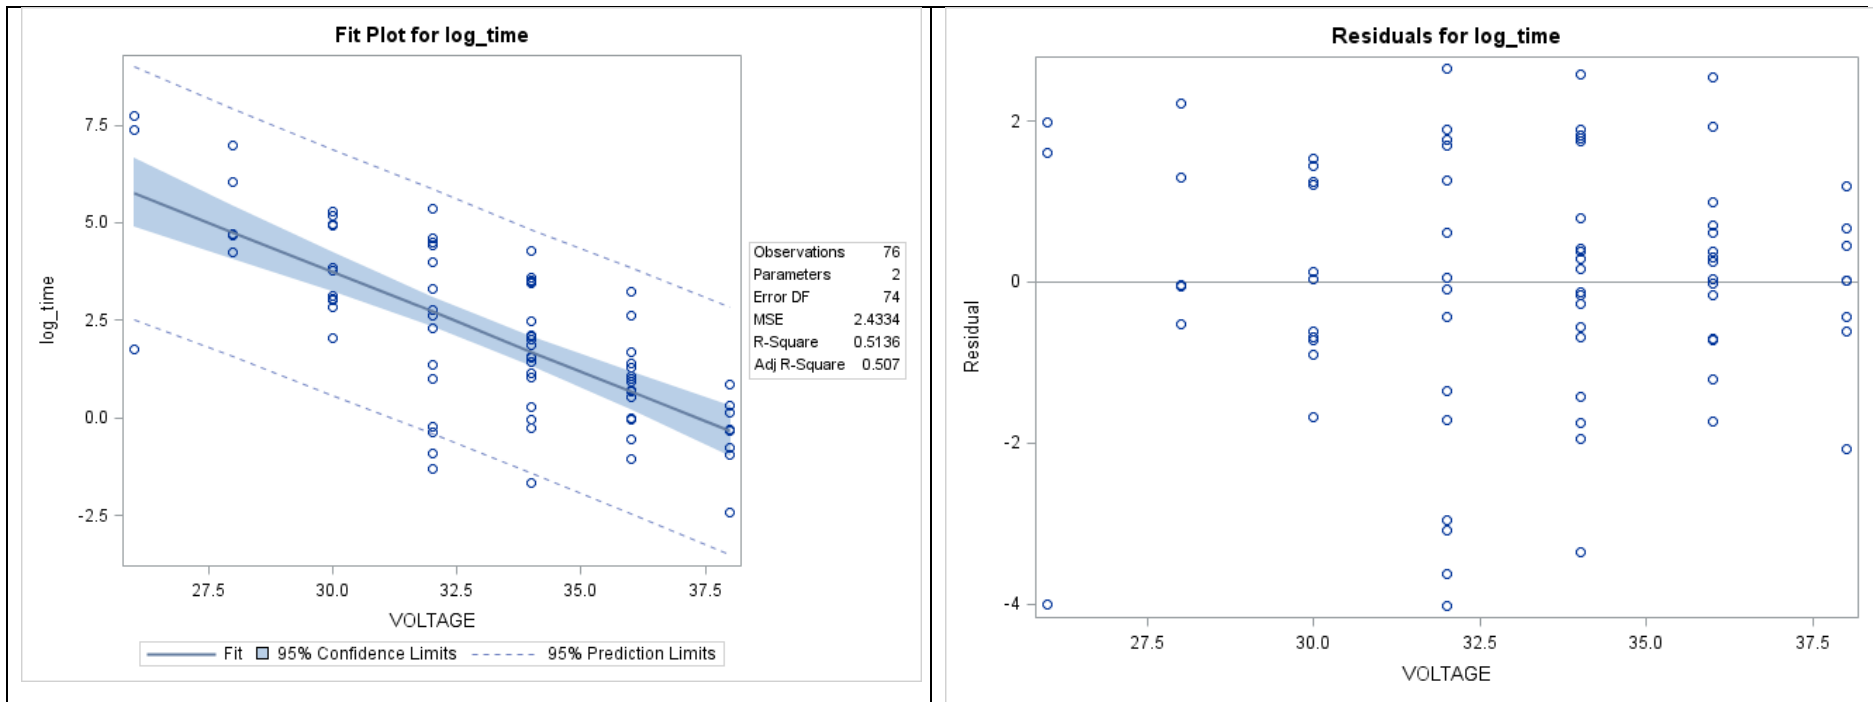 Fit Plot for log_time
7.5
5.0
2.5
0.0
-2.5
log_time
27.5 30.0 32.5 35.0 37.5
VOLTAGE
Fit 95% Confidence Limits 95% Prediction Limits
Observations 76
Parameters 2
Error DF 74
MSE 2.4334
R-Square 0.5136
Adj R-Square 0.507
Residuals for log_time
2
0
-2
-4
Residual
27.5 30.0 32.5 35.0 37.5
VOLTAGE